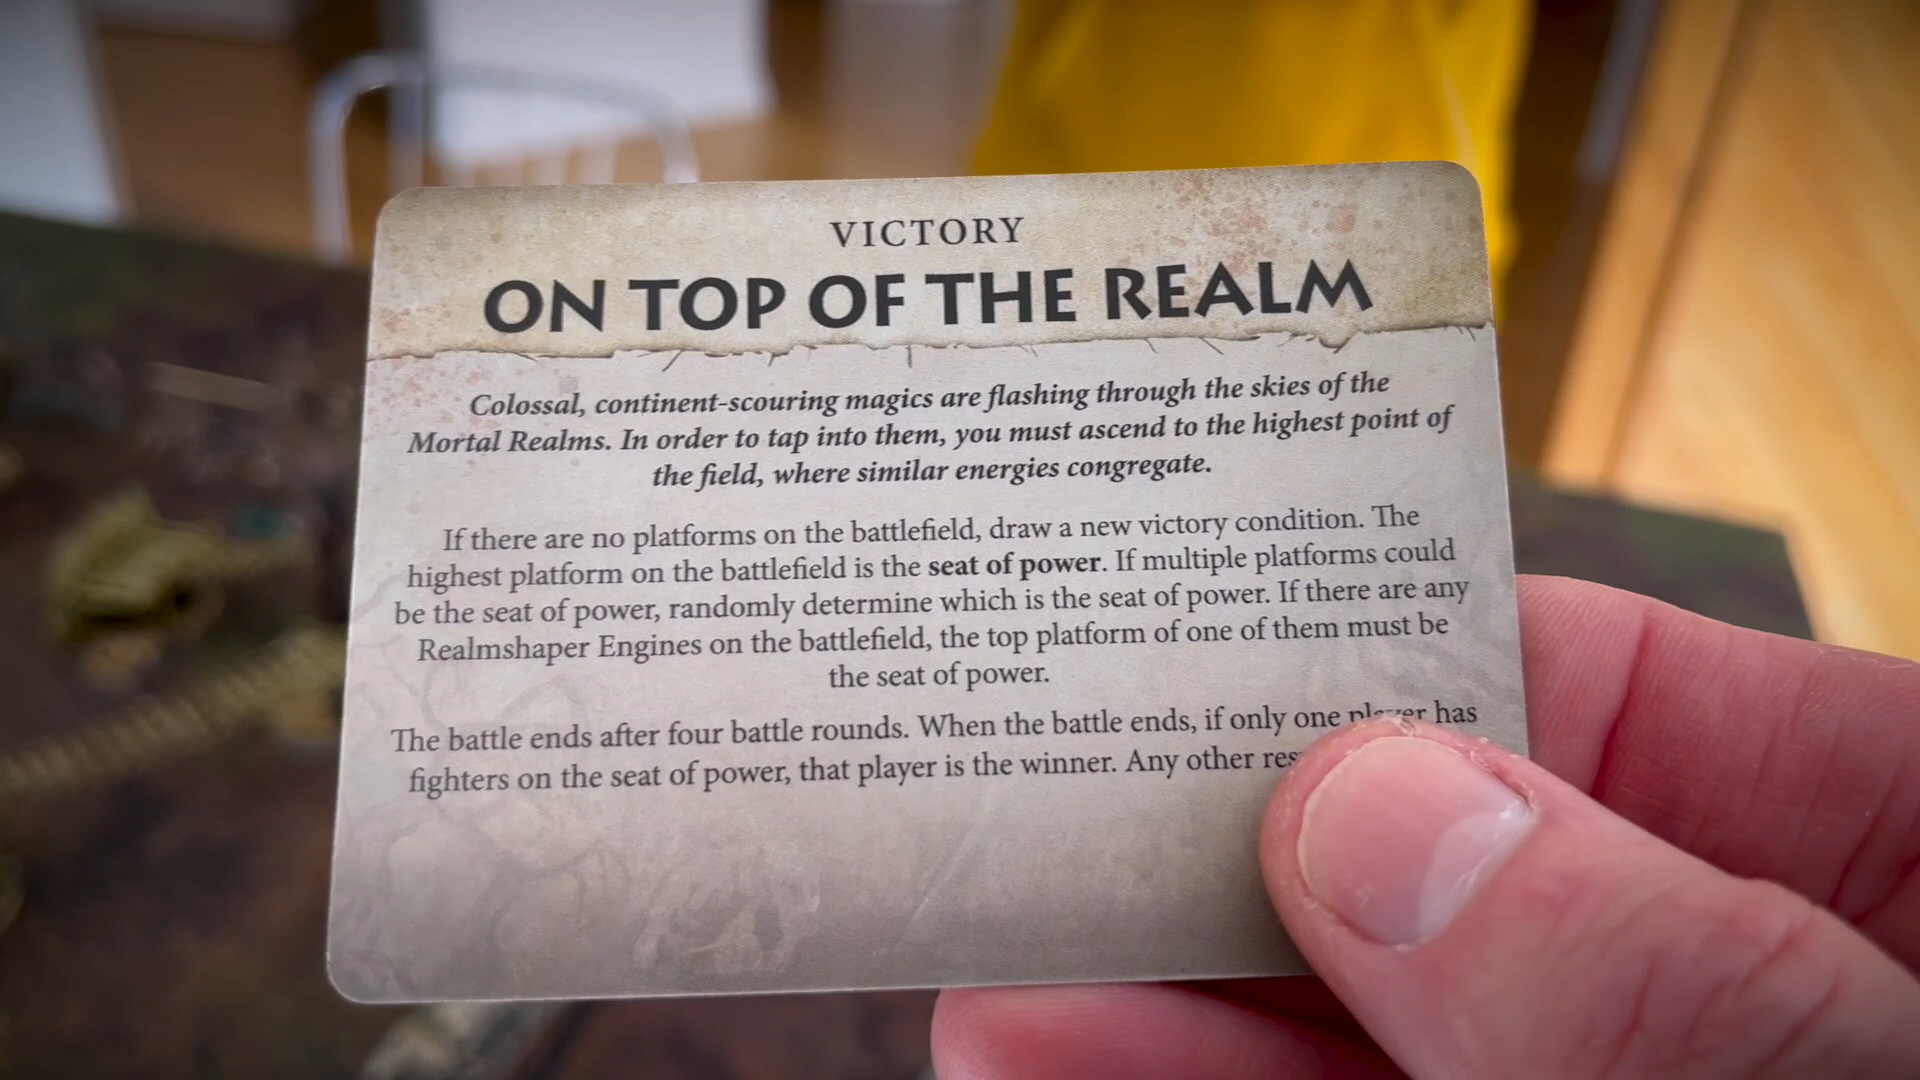 VICTORY
ON TOP OF THE REALM
Colossal, continent-scouring magics are flashing through the skies of the
Mortal Realms. In order to tap into them, you must ascend to the highest point of
the field, where similar energies congregate.
If there are no platforms on the battlefield, draw a new victory condition. The
highest platform on the battlefield is the seat of power. If multiple platforms could
be the seat of power, randomly determine which is the seat of power. If there are any
Realmshaper Engines on the battlefield, the top platform of one of them must be
the seat of power.
The battle ends after four battle rounds. When the battle ends, if only one player has
fighters on the seat of power, that player is the winner. Any other